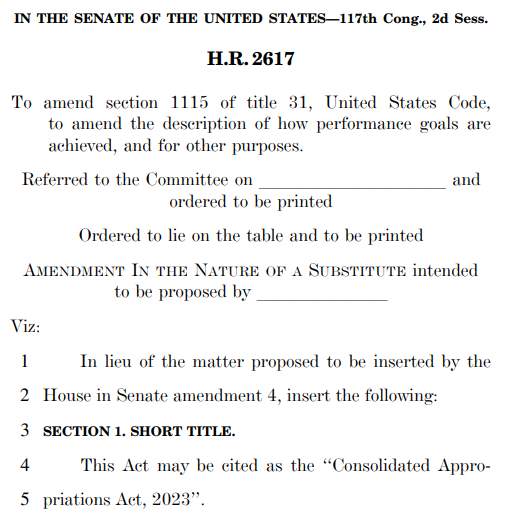 IN THE SENATE OF THE UNITED STATES—117th Cong., 2d Sess.
H.R. 2617
To amend section 1115 of title 31, United States Code,
to amend the description of how performance goals are
achieved, and for other purposes.
Referred to the Committee on ____________________ and
ordered to be printed
Ordered to lie on the table and to be printed
AMENDMENT IN THE NATURE OF A SUBSTITUTE intended
to be proposed by ______________
Viz:
1 In lieu of the matter proposed to be inserted by the
2 House in Senate amendment 4, insert the following:
3 SECTION 1. SHORT TITLE.
4 This Act may be cited as the “Consolidated Appro-
5 priations Act, 2023”.